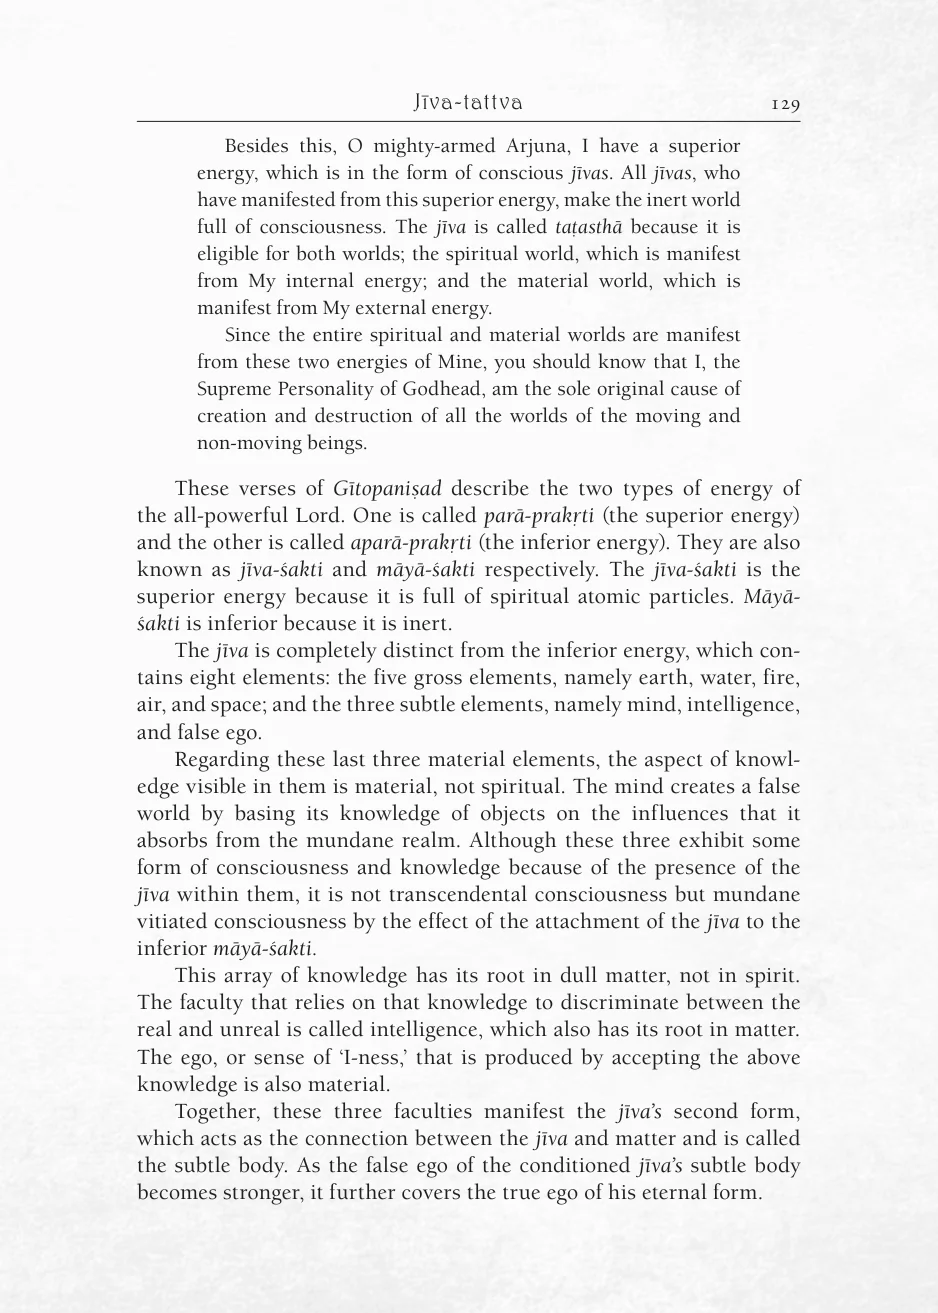 Jīva-tattva 129
Besides this, O mighty-armed Arjuna, I have a superior
energy, which is in the form of conscious jīvas. All jīvas, who
have manifested from this superior energy, make the inert world
full of consciousness. The jīva is called taṭasthā because it is
eligible for both worlds; the spiritual world, which is manifest
from My internal energy; and the material world, which is
manifest from My external energy.
Since the entire spiritual and material worlds are manifest
from these two energies of Mine, you should know that I, the
Supreme Personality of Godhead, am the sole original cause of
creation and destruction of all the worlds of the moving and
non-moving beings.
These verses of Gītopaniṣad describe the two types of energy of
the all-powerful Lord. One is called parā-prakṛti (the superior energy)
and the other is called aparā-prakṛti (the inferior energy). They are also
known as jīva-śakti and māyā-śakti respectively. The jīva-śakti is the
superior energy because it is full of spiritual atomic particles. Māyā-
śakti is inferior because it is inert.
The jīva is completely distinct from the inferior energy, which con-
tains eight elements: the five gross elements, namely earth, water, fire,
air, and space; and the three subtle elements, namely mind, intelligence,
and false ego.
Regarding these last three material elements, the aspect of knowl-
edge visible in them is material, not spiritual. The mind creates a false
world by basing its knowledge of objects on the influences that it
absorbs from the mundane realm. Although these three exhibit some
form of consciousness and knowledge because of the presence of the
jīva within them, it is not transcendental consciousness but mundane
vitiated consciousness by the effect of the attachment of the jīva to the
inferior māyā-śakti.
This array of knowledge has its root in dull matter, not in spirit.
The faculty that relies on that knowledge to discriminate between the
real and unreal is called intelligence, which also has its root in matter.
The ego, or sense of ‘I-ness,’ that is produced by accepting the above
knowledge is also material.
Together, these three faculties manifest the jīva’s second form,
which acts as the connection between the jīva and matter and is called
the subtle body. As the false ego of the conditioned jīva’s subtle body
becomes stronger, it further covers the true ego of his eternal form.